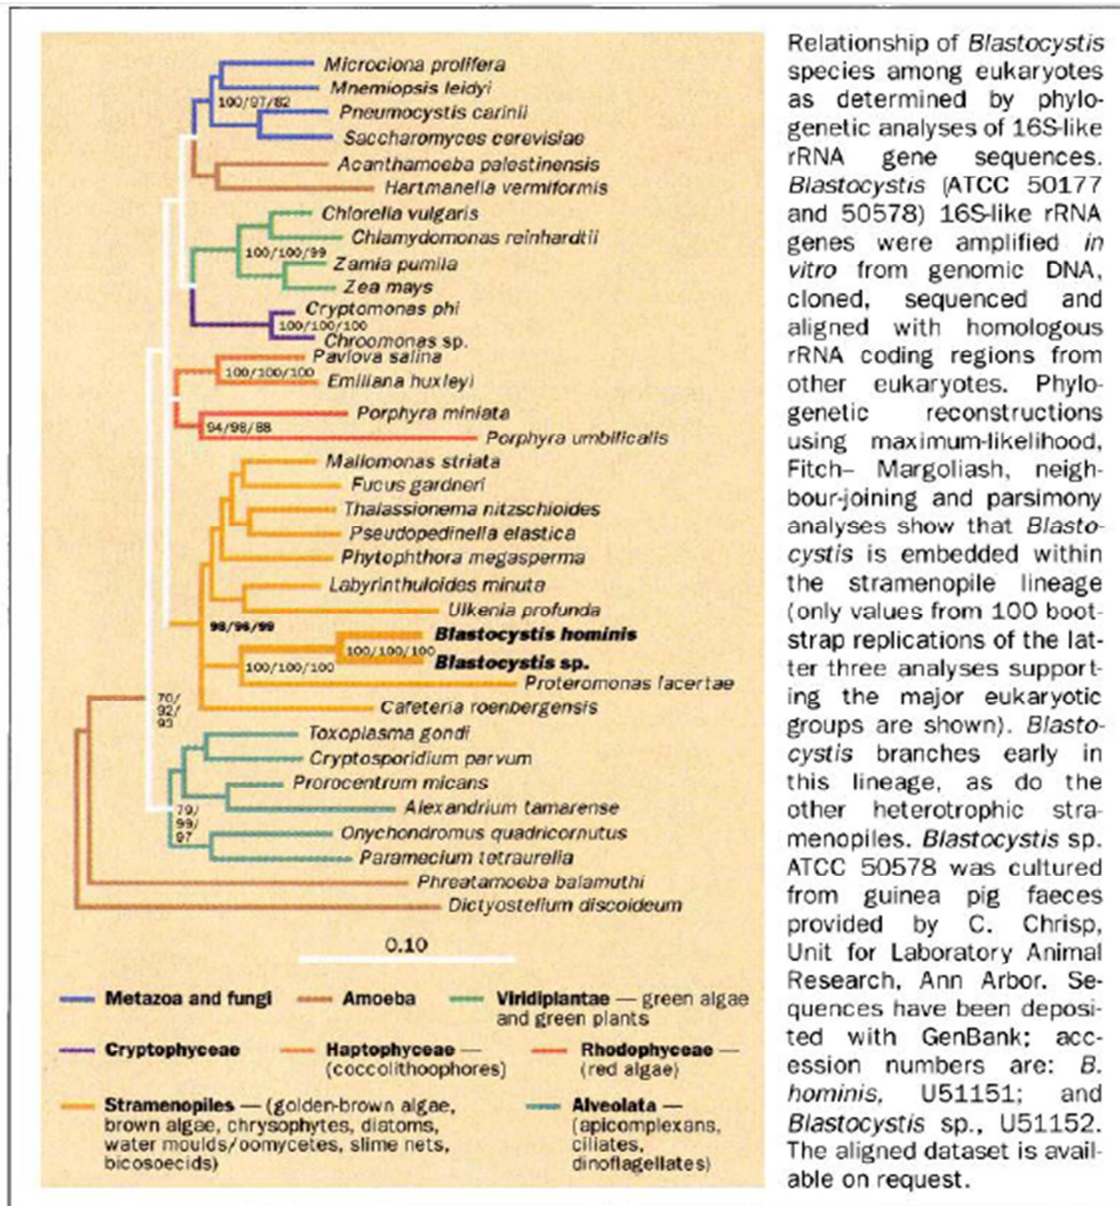 Microciona prolifera
Mnemiopsis leidyi
100/97/82
Pneumocystis carinii
Saccharomyces cerevisiae
Acanthamoeba palestinensis
Hartmanella vermiformis
Chlorella vulgaris
Chlamydomonas reinhardtii
100/100/99
Zamia pumila
Zea mays
Cryptomonas phi
100/100/100
Chroomonas sp.
Pavlova salina
100/100/100
Emiliana huxleyi
Porphyra miniata
94/98/88
Porphyra umbilicalis
Mallomonas striata
Fucus gardneri
Thalassionema nitzschioides
Pseudopedinella elastica
Phytophthora megasperma
Labyrinthuloides minuta
Ulkenia profunda
98/96/99
Blastocystis hominis
100/100/100
Blastocystis sp.
100/100/100
Proteromonas lacertae
Cafeteria roenbergensis
70/
92/
93
Toxoplasma gondi
Cryptosporidium parvum
Prorocentrum micans
Alexandrium tamarense
79/
99/
97
Onychondromus quadricornutus
Paramecium tetraurelia
Phreatamoeba balamuthi
Dictyostelium discoideum
0.10
Metazoa and fungi
Amoeba
Viridiplantae — green algae
and green plants
Cryptophyceae
Haptophyceae —
(coccolithoophores)
Rhodophyceae —
(red algae)
Stramenopiles — (golden-brown algae,
brown algae, chrysophytes, diatoms,
water moulds/oomycetes, slime nets,
bicosoecids)
Alveolata —
(apicomplexans,
ciliates,
dinoflagellates)
Relationship of Blastocystis
species among eukaryotes
as determined by phylo-
genetic analyses of 16S-like
rRNA gene sequences.
Blastocystis (ATCC 50177
and 50578) 16S-like rRNA
genes were amplified in
vitro from genomic DNA,
cloned, sequenced and
aligned with homologous
rRNA coding regions from
other eukaryotes. Phylo-
genetic reconstructions
using maximum-likelihood,
Fitch– Margoliash, neigh-
bour-joining and parsimony
analyses show that Blasto-
cystis is embedded within
the stramenopile lineage
(only values from 100 boot-
strap replications of the lat-
ter three analyses support-
ing the major eukaryotic
groups are shown). Blasto-
cystis branches early in
this lineage, as do the
other heterotrophic stra-
menopiles. Blastocystis sp.
ATCC 50578 was cultured
from guinea pig faeces
provided by C. Chrisp,
Unit for Laboratory Animal
Research, Ann Arbor. Se-
quences have been deposi-
ted with GenBank; acc-
ession numbers are: B.
hominis, U51151; and
Blastocystis sp., U51152.
The aligned dataset is avail-
able on request.